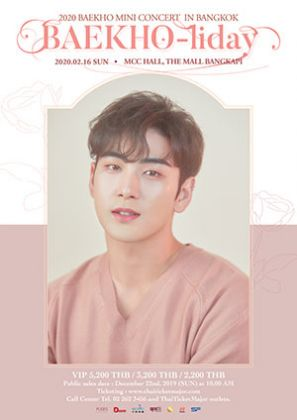 2020 BAEKHO MINI CONCERT IN BANGKOK
BAEKHO-liday
2020.02.16 SUN • MCC HALL, THE MALL BANGKAPI
VIP 5,200 THB / 3,200 THB / 2,200 THB
Public sales date : December 22nd, 2019 (SUN) at 10.00 AM
Ticketing : www.thaiticketmajor.com
Call Center Tel. 02 262 3456 and ThaiTicketMajor outlets.